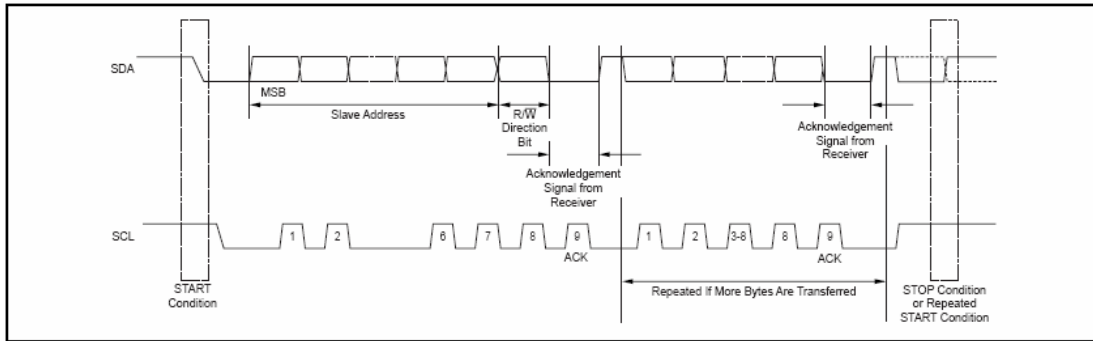 SDA
MSB
Slave Address
R/W
Direction
Bit
Acknowledgement
Signal from
Receiver
Acknowledgement
Signal from
Receiver
SCL
1
2
6
7
8
9
ACK
1
2
3-8
8
9
ACK
START
Condition
Repeated If More Bytes Are Transferred
STOP Condition
or Repeated
START Condition